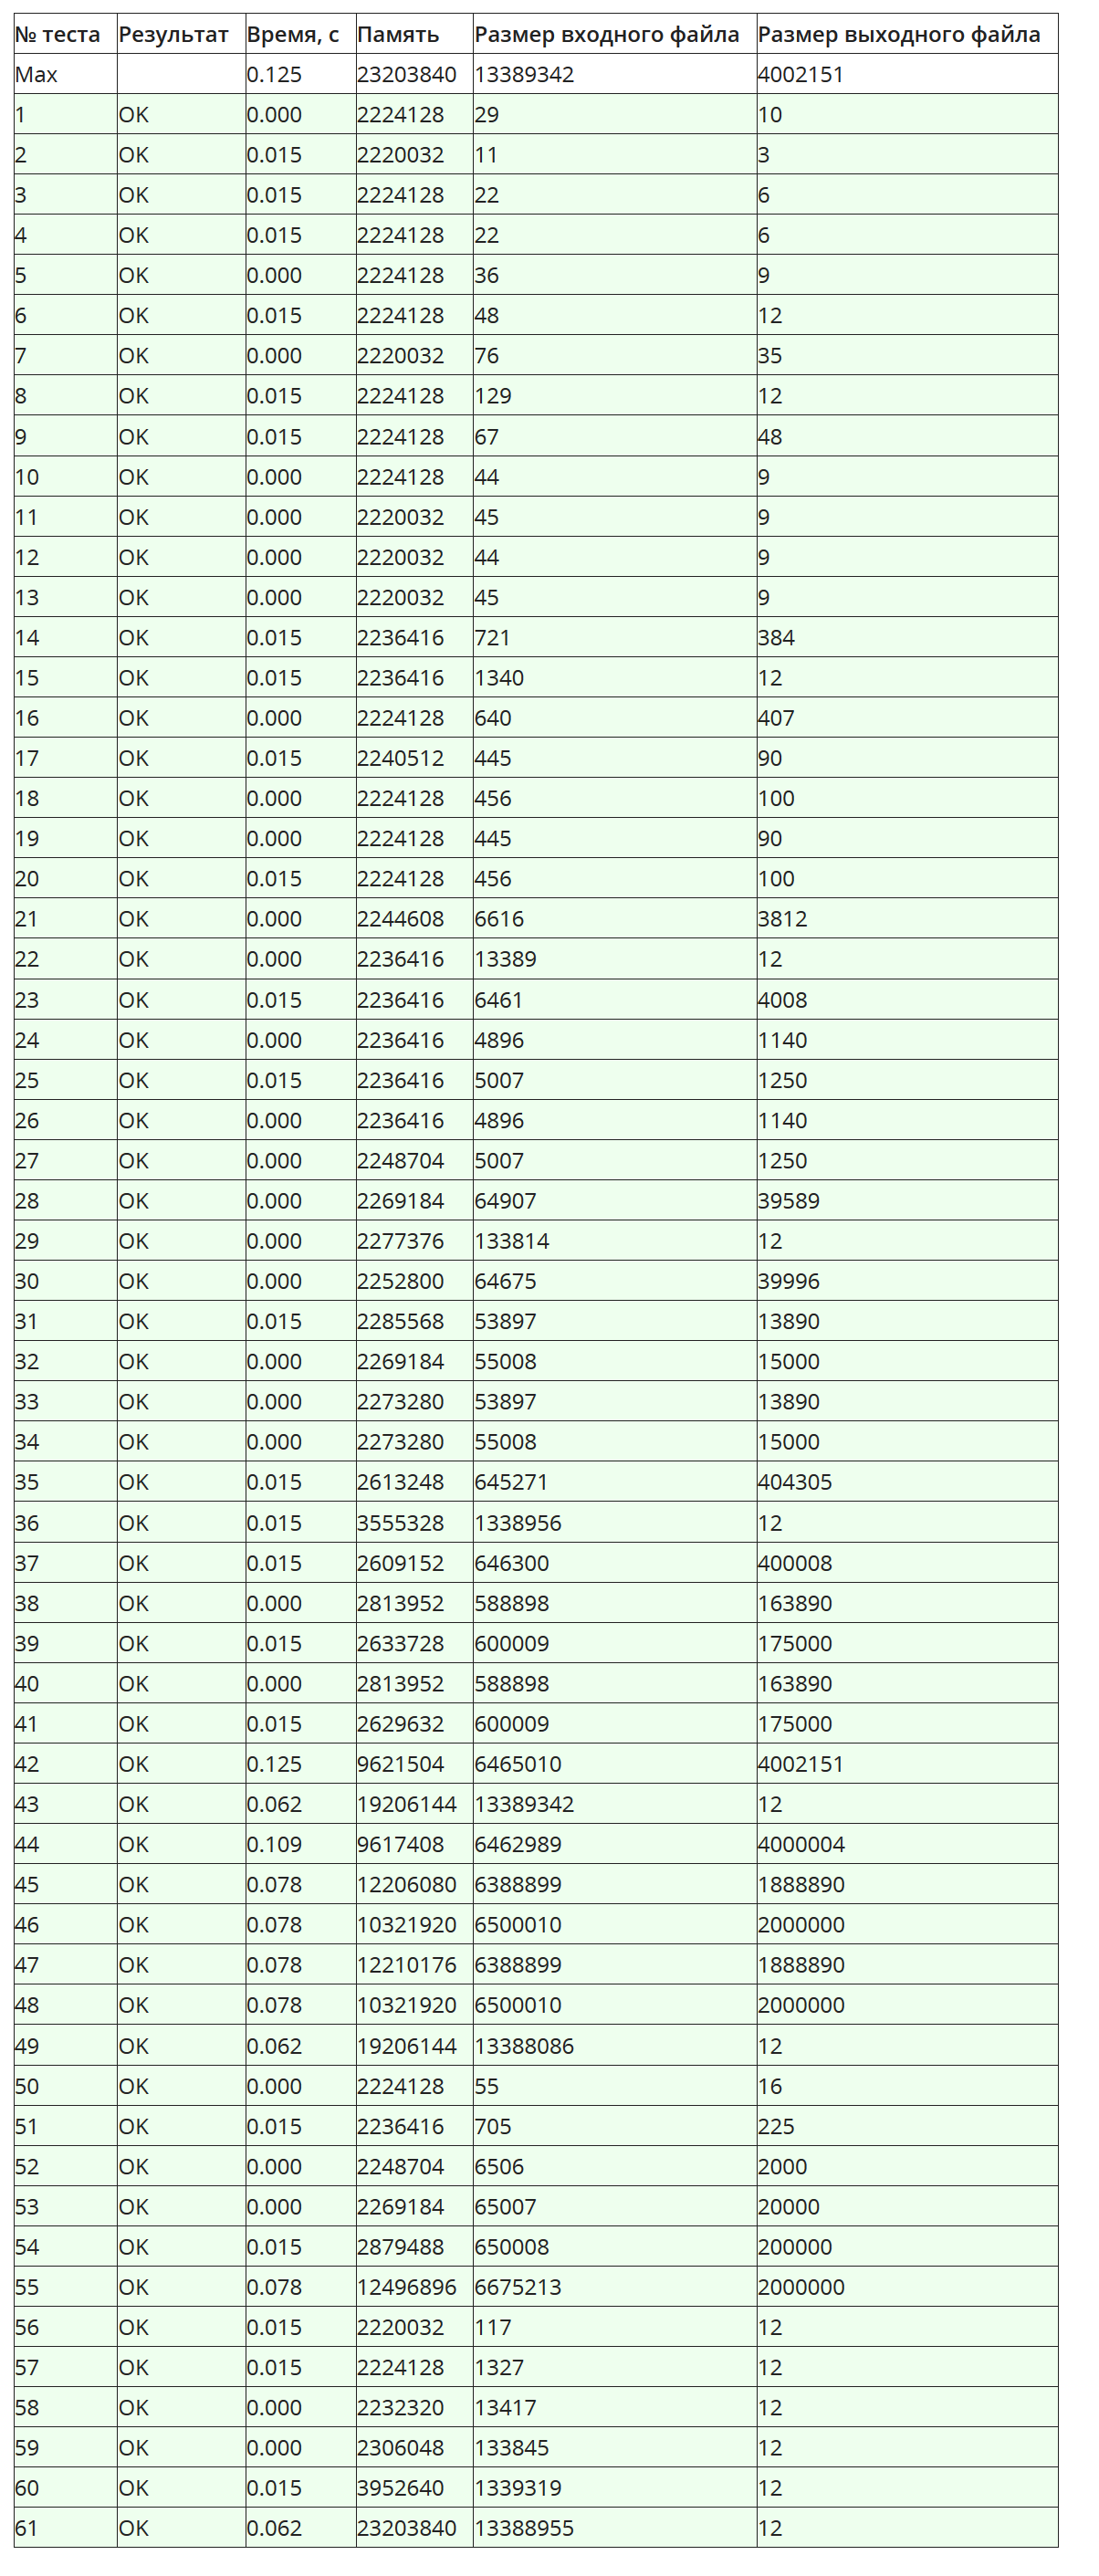 № теста Результат Время, с Память Размер входного файла Размер выходного файла
Max 0.125 23203840 13389342 4002151
1 OK 0.000 2224128 29 10
2 OK 0.015 2220032 11 3
3 OK 0.015 2224128 22 6
4 OK 0.015 2224128 22 6
5 OK 0.000 2224128 36 9
6 OK 0.015 2224128 48 12
7 OK 0.000 2220032 76 35
8 OK 0.015 2224128 129 12
9 OK 0.015 2224128 67 48
10 OK 0.000 2224128 44 9
11 OK 0.000 2220032 45 9
12 OK 0.000 2220032 44 9
13 OK 0.000 2220032 45 9
14 OK 0.015 2236416 721 384
15 OK 0.015 2236416 1340 12
16 OK 0.000 2224128 640 407
17 OK 0.015 2240512 445 90
18 OK 0.000 2224128 456 100
19 OK 0.000 2224128 445 90
20 OK 0.015 2224128 456 100
21 OK 0.000 2244608 6616 3812
22 OK 0.000 2236416 13389 12
23 OK 0.015 2236416 6461 4008
24 OK 0.000 2236416 4896 1140
25 OK 0.015 2236416 5007 1250
26 OK 0.000 2236416 4896 1140
27 OK 0.000 2248704 5007 1250
28 OK 0.000 2269184 64907 39589
29 OK 0.000 2277376 133814 12
30 OK 0.000 2252800 64675 39996
31 OK 0.015 2285568 53897 13890
32 OK 0.000 2269184 55008 15000
33 OK 0.000 2273280 53897 13890
34 OK 0.000 2273280 55008 15000
35 OK 0.015 2613248 645271 404305
36 OK 0.015 3555328 1338956 12
37 OK 0.015 2609152 646300 400008
38 OK 0.000 2813952 588898 163890
39 OK 0.015 2633728 600009 175000
40 OK 0.000 2813952 588898 163890
41 OK 0.015 2629632 600009 175000
42 OK 0.125 9621504 6465010 4002151
43 OK 0.062 19206144 13389342 12
44 OK 0.109 9617408 6462989 4000004
45 OK 0.078 12206080 6388899 1888890
46 OK 0.078 10321920 6500010 2000000
47 OK 0.078 12210176 6388899 1888890
48 OK 0.078 10321920 6500010 2000000
49 OK 0.062 19206144 13388086 12
50 OK 0.000 2224128 55 16
51 OK 0.015 2236416 705 225
52 OK 0.000 2248704 6506 2000
53 OK 0.000 2269184 65007 20000
54 OK 0.015 2879488 650008 200000
55 OK 0.078 12496896 6675213 2000000
56 OK 0.015 2220032 117 12
57 OK 0.015 2224128 1327 12
58 OK 0.000 2232320 13417 12
59 OK 0.000 2306048 133845 12
60 OK 0.015 3952640 1339319 12
61 OK 0.062 23203840 13388955 12